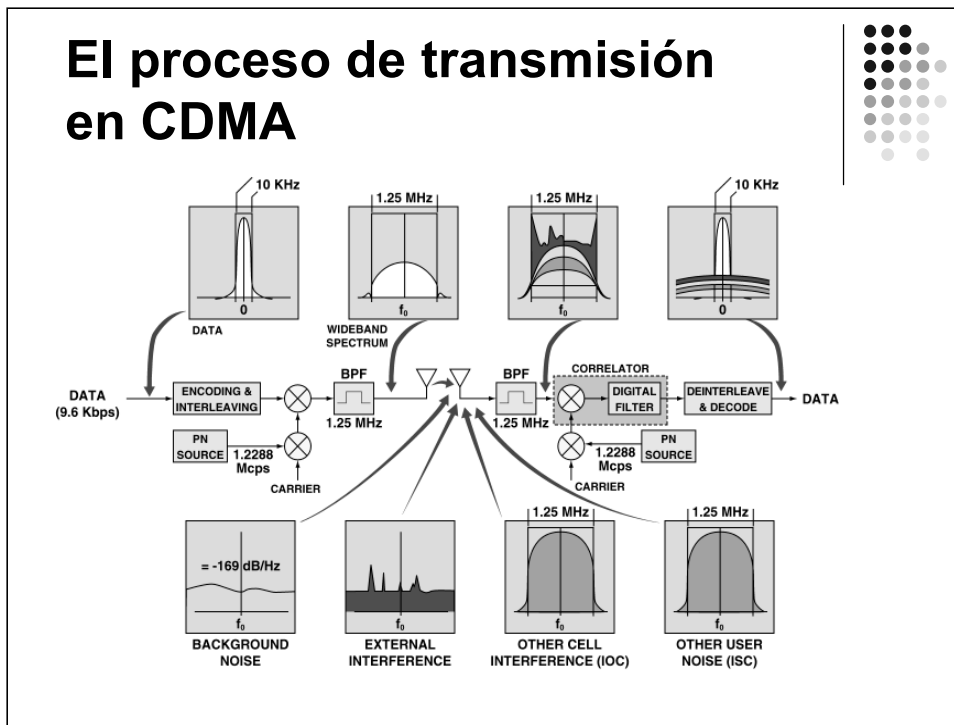 El proceso de transmisión
en CDMA
10 KHz
1.25 MHz
1.25 MHz
10 KHz
0
f₀
f₀
0
DATA
WIDEBAND
SPECTRUM
BPF
BPF
CORRELATOR
DATA
(9.6 Kbps)
ENCODING &
INTERLEAVING
DIGITAL
FILTER
DEINTERLEAVE
& DECODE
DATA
1.25 MHz
1.25 MHz
PN
SOURCE
1.2288
Mcps
CARRIER
1.2288
Mcps
PN
SOURCE
CARRIER
1.25 MHz
1.25 MHz
= -169 dB/Hz
f₀
f₀
f₀
f₀
BACKGROUND
NOISE
EXTERNAL
INTERFERENCE
OTHER CELL
INTERFERENCE (IOC)
OTHER USER
NOISE (ISC)